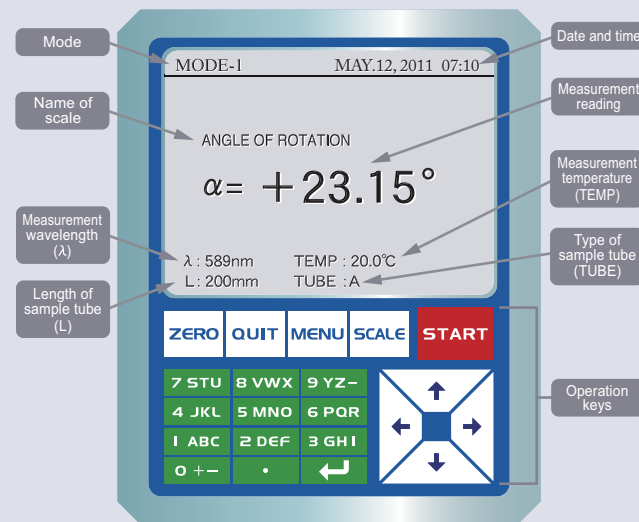 Mode
Date and time
MODE-1 MAY.12, 2011 07:10
Name of
scale
Measurement
reading
ANGLE OF ROTATION
α= +23.15°
Measurement
temperature
(TEMP)
Measurement
wavelength
(λ)
λ : 589nm TEMP : 20.0℃
L : 200mm TUBE : A
Type of
sample tube
(TUBE)
Length of
sample tube
(L)
ZERO QUIT MENU SCALE START
7 STU 8 VWX 9 YZ-
4 JKL 5 MNO 6 PQR
1 ABC 2 DEF 3 GHI
0 +- ·
Operation
keys